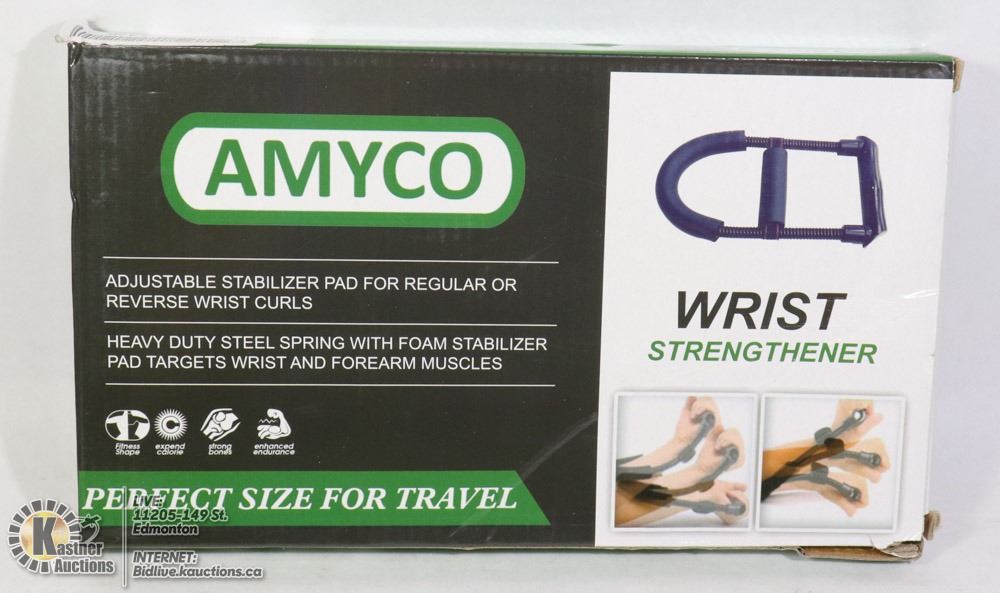 AMYCO
ADJUSTABLE STABILIZER PAD FOR REGULAR OR
REVERSE WRIST CURLS
HEAVY DUTY STEEL SPRING WITH FOAM STABILIZER
PAD TARGETS WRIST AND FOREARM MUSCLES
Fitness
Shape
expend
calorie
strong
bones
enhanced
endurance
PERFECT SIZE FOR TRAVEL
WRIST
STRENGTHENER
Kastner
Auctions
LIVE:
11205-149 St.
Edmonton
INTERNET:
Bidlive.kauctions.ca